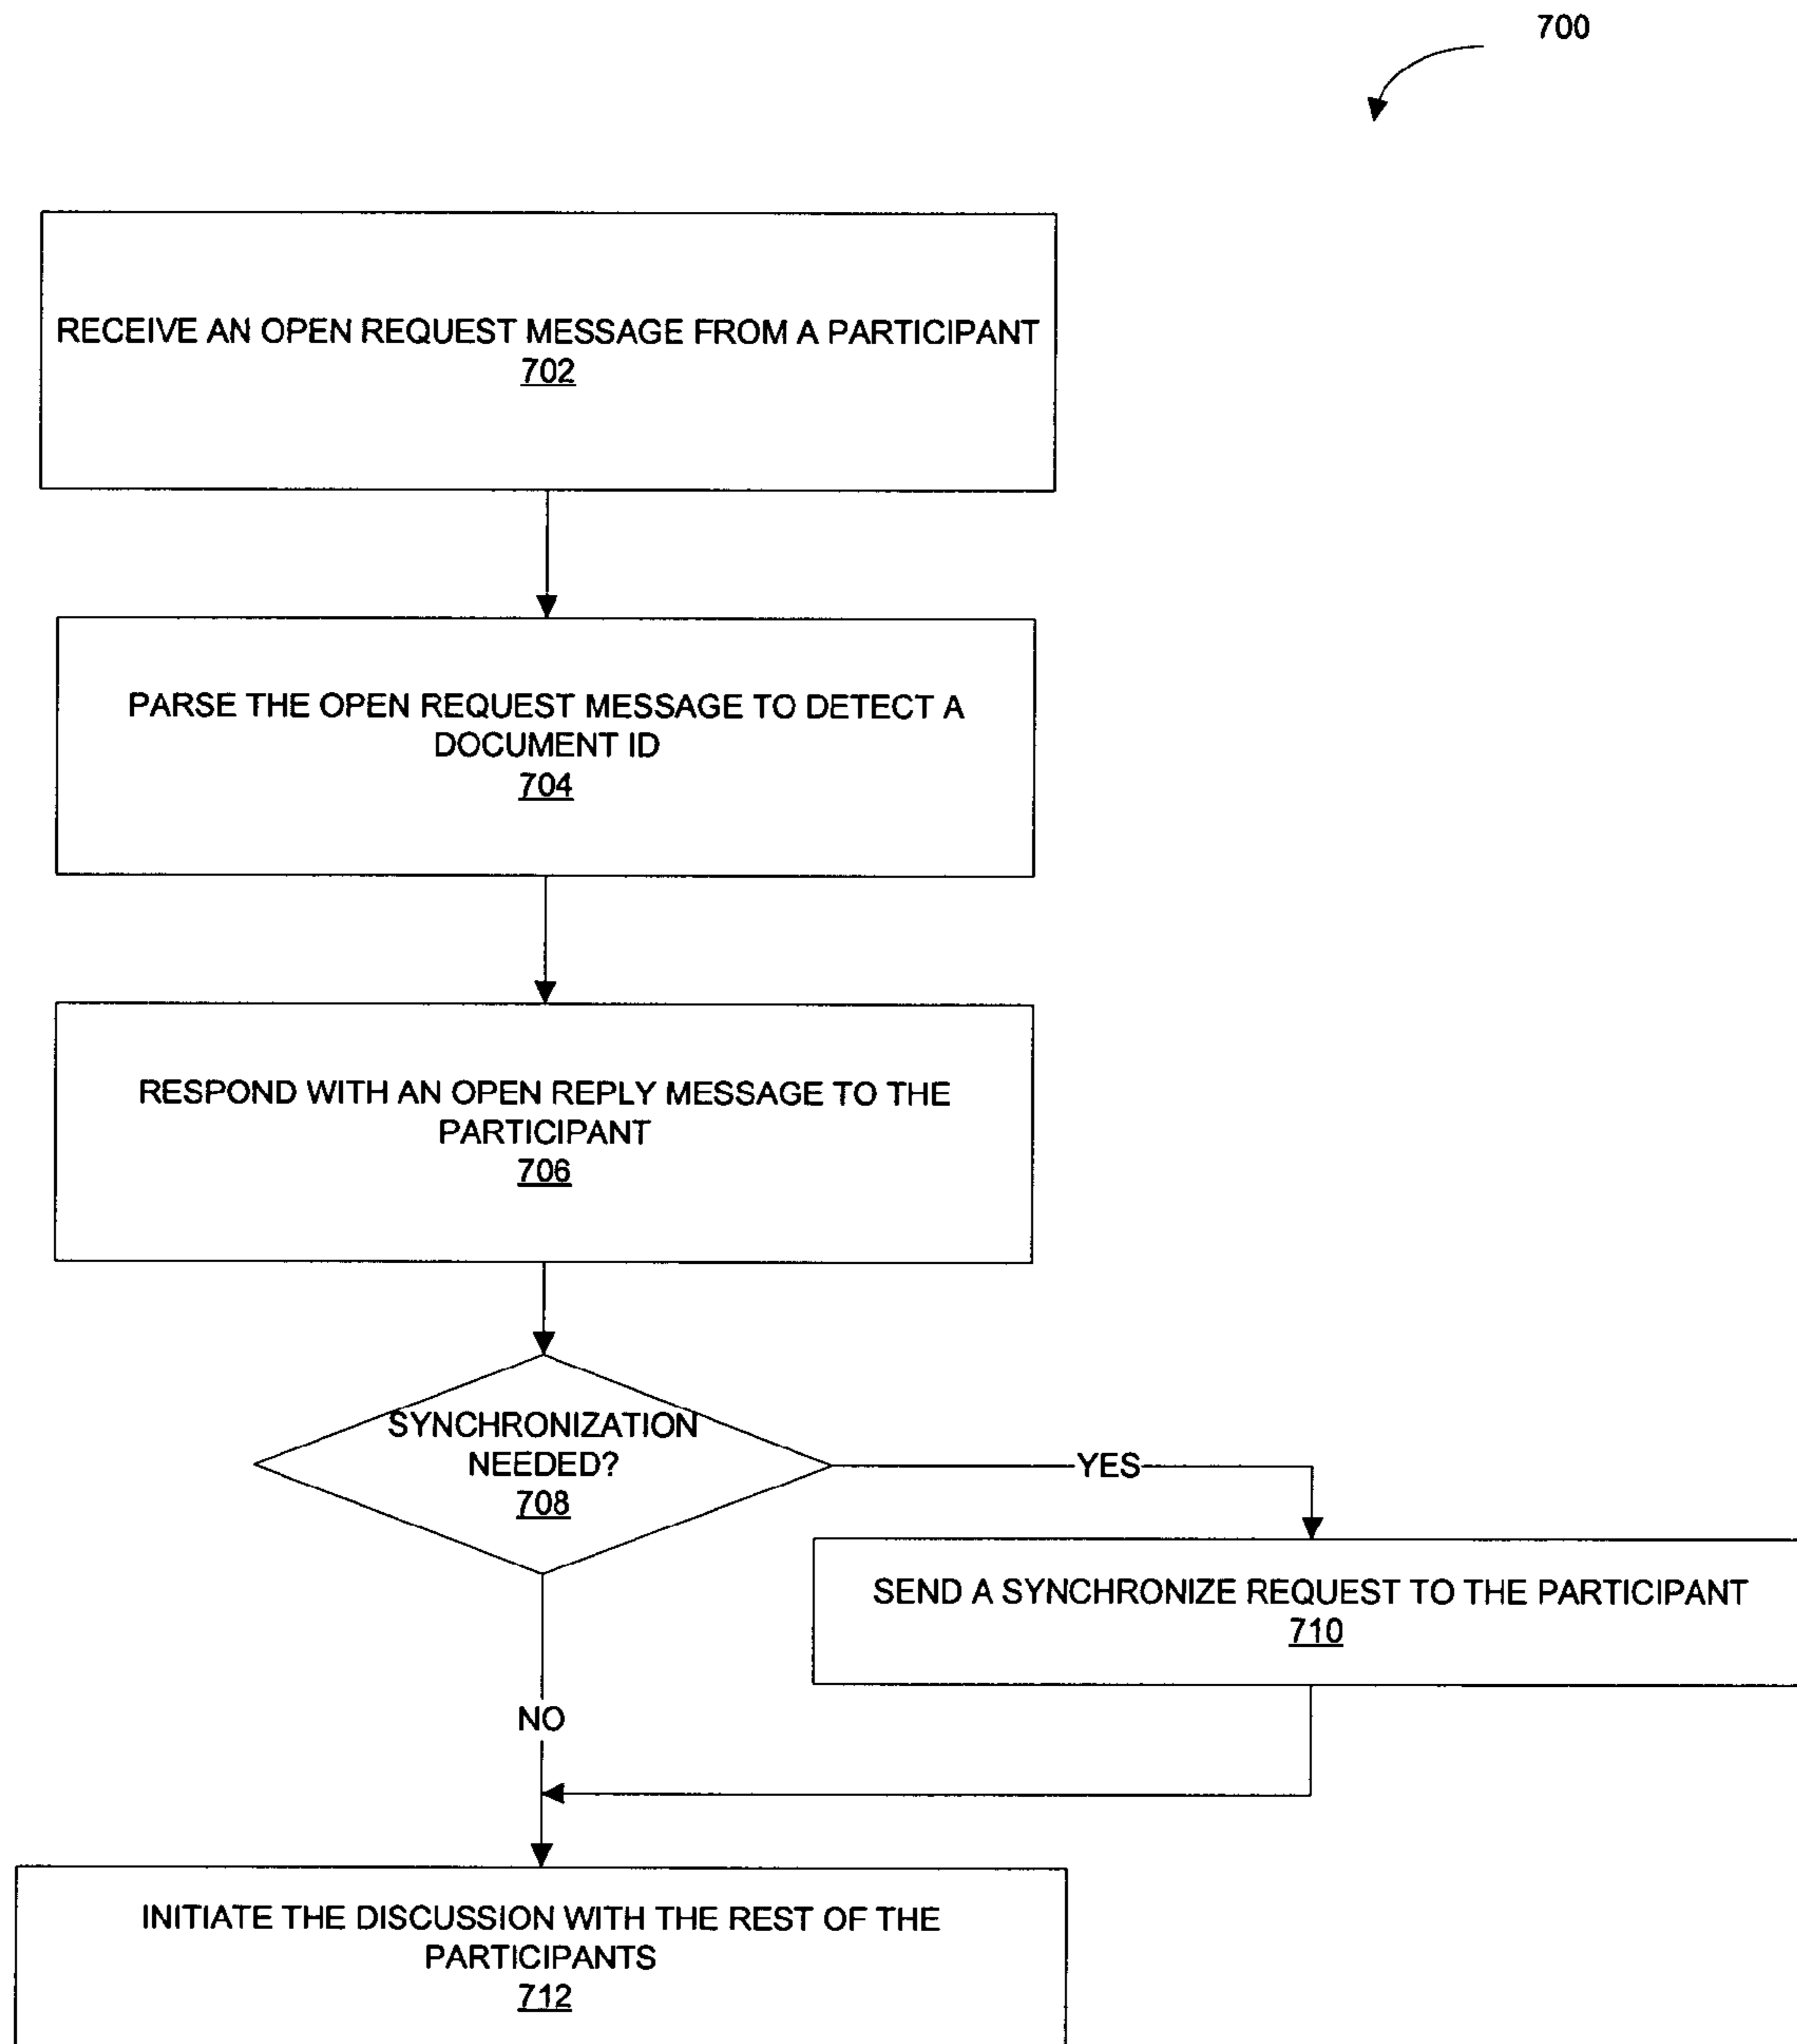 700
RECEIVE AN OPEN REQUEST MESSAGE FROM A PARTICIPANT
702
PARSE THE OPEN REQUEST MESSAGE TO DETECT A
DOCUMENT ID
704
RESPOND WITH AN OPEN REPLY MESSAGE TO THE
PARTICIPANT
706
SYNCHRONIZATION
NEEDED?
708
YES
SEND A SYNCHRONIZE REQUEST TO THE PARTICIPANT
710
NO
INITIATE THE DISCUSSION WITH THE REST OF THE
PARTICIPANTS
712